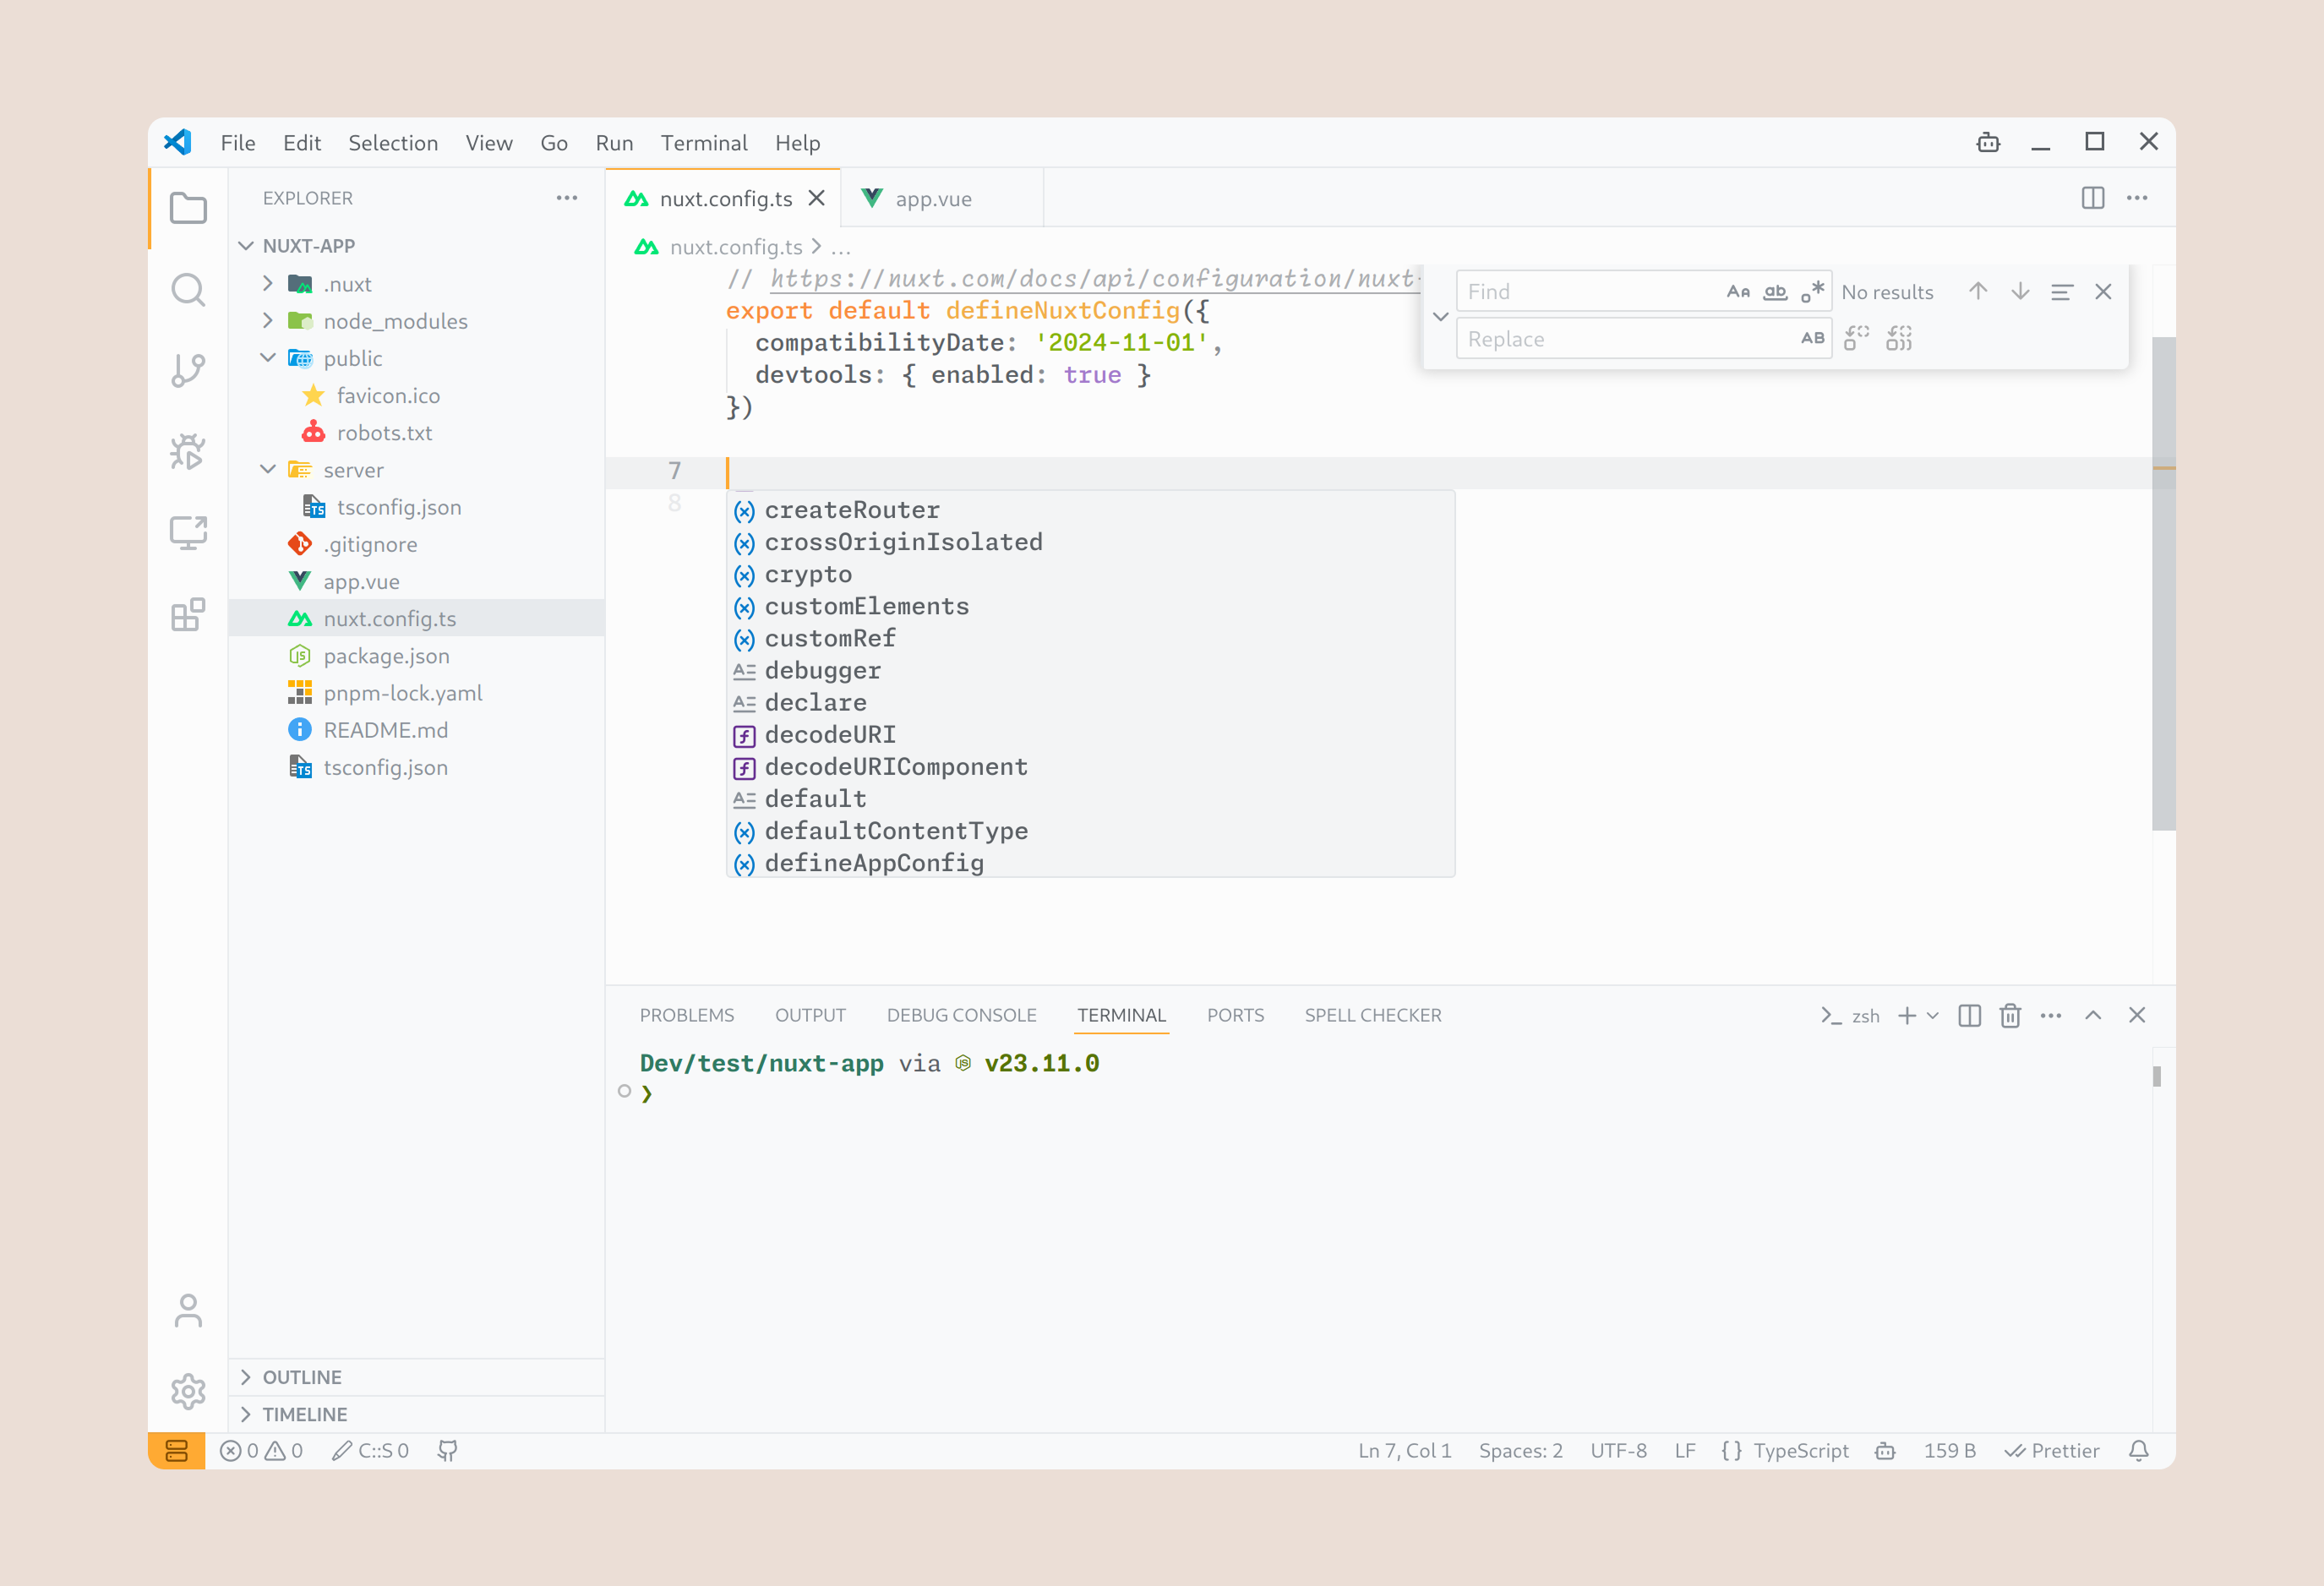 File Edit Selection View Go Run Terminal Help
EXPLORER
NUXT-APP
.nuxt
node_modules
public
favicon.ico
robots.txt
server
tsconfig.json
.gitignore
app.vue
nuxt.config.ts
package.json
pnpm-lock.yaml
README.md
tsconfig.json
OUTLINE
TIMELINE
nuxt.config.ts app.vue
nuxt.config.ts > ...
// https://nuxt.com/docs/api/configuration/nuxt-
export default defineNuxtConfig({
compatibilityDate: '2024-11-01',
devtools: { enabled: true }
})
7
8
Find No results
Replace AB
createRouter
crossOriginIsolated
crypto
customElements
customRef
debugger
declare
decodeURI
decodeURIComponent
default
defaultContentType
defineAppConfig
PROBLEMS OUTPUT DEBUG CONSOLE TERMINAL PORTS SPELL CHECKER zsh
Dev/test/nuxt-app via v23.11.0
❯
0 0 C::S 0 Ln 7, Col 1 Spaces: 2 UTF-8 LF {} TypeScript 159 B Prettier